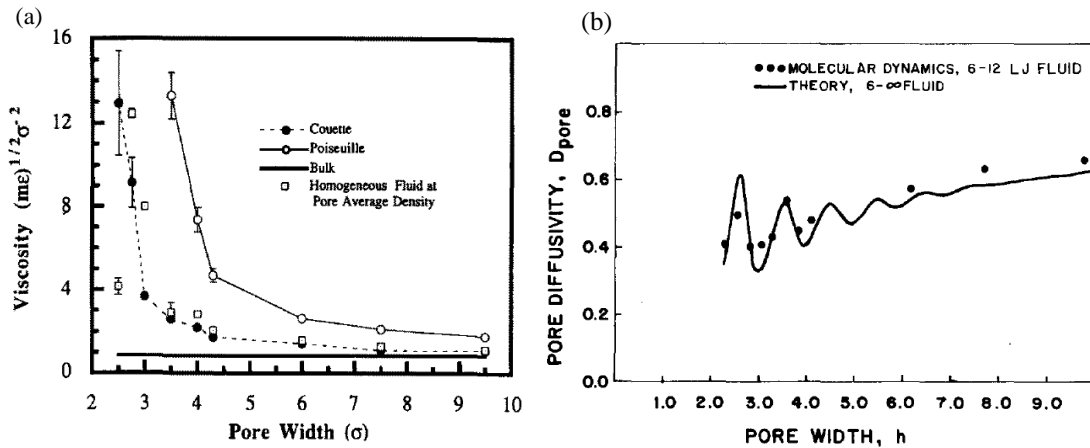 (a)
16
12
8
4
0
Viscosity (mε)^1/2 σ^-2
Couette
Poiseuille
Bulk
Homogeneous Fluid at
Pore Average Density
2 3 4 5 6 7 8 9 10
Pore Width (σ)
(b)
0.8
0.6
0.4
0.2
0.0
PORE DIFFUSIVITY, Dpore
MOLECULAR DYNAMICS, 6-12 LJ FLUID
THEORY, 6-∞ FLUID
1.0 2.0 3.0 4.0 5.0 6.0 7.0 8.0 9.0
PORE WIDTH, h